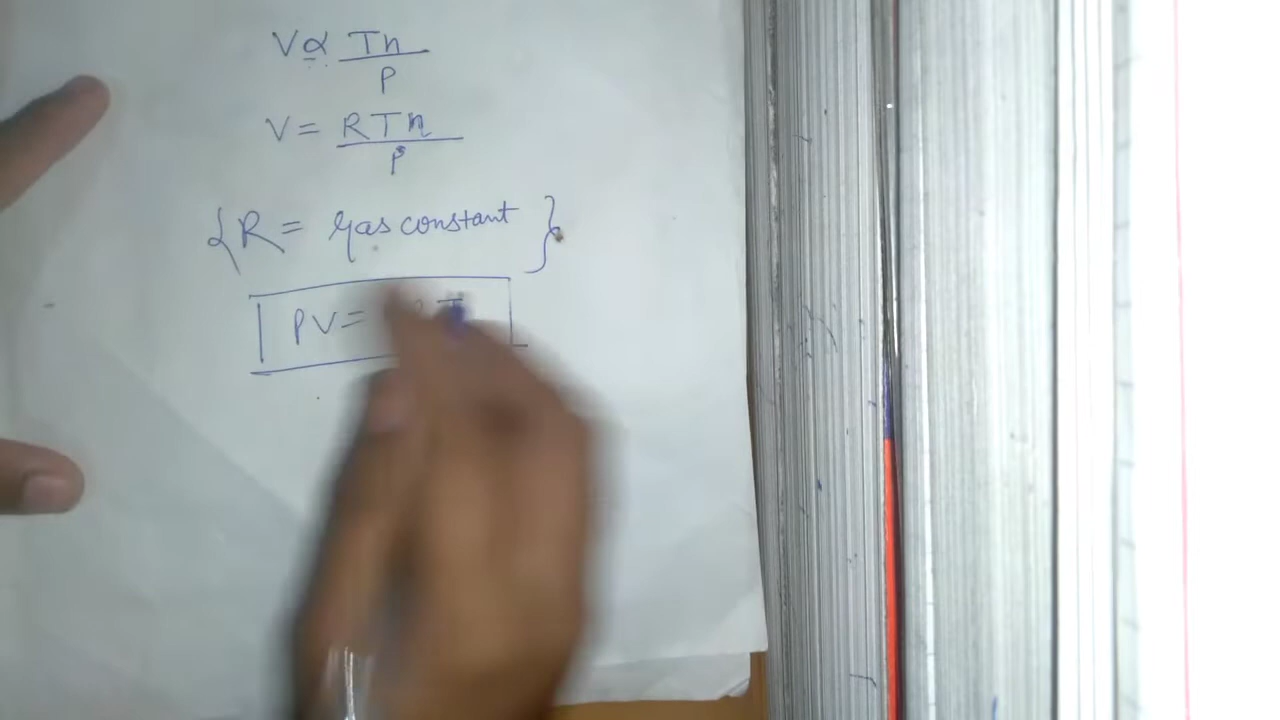 V ∝ Tn / P
V = RTn / P
{R = gas constant}
PV = T